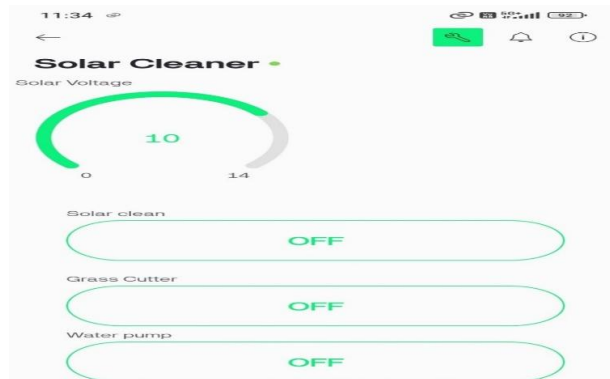 11:34
92
Solar Cleaner
Solar Voltage
10
0 14
Solar clean
OFF
Grass Cutter
OFF
Water pump
OFF